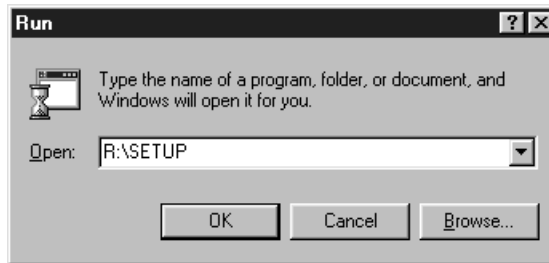 Run
Type the name of a program, folder, or document, and
Windows will open it for you.
Open: R:\SETUP
OK Cancel Browse...